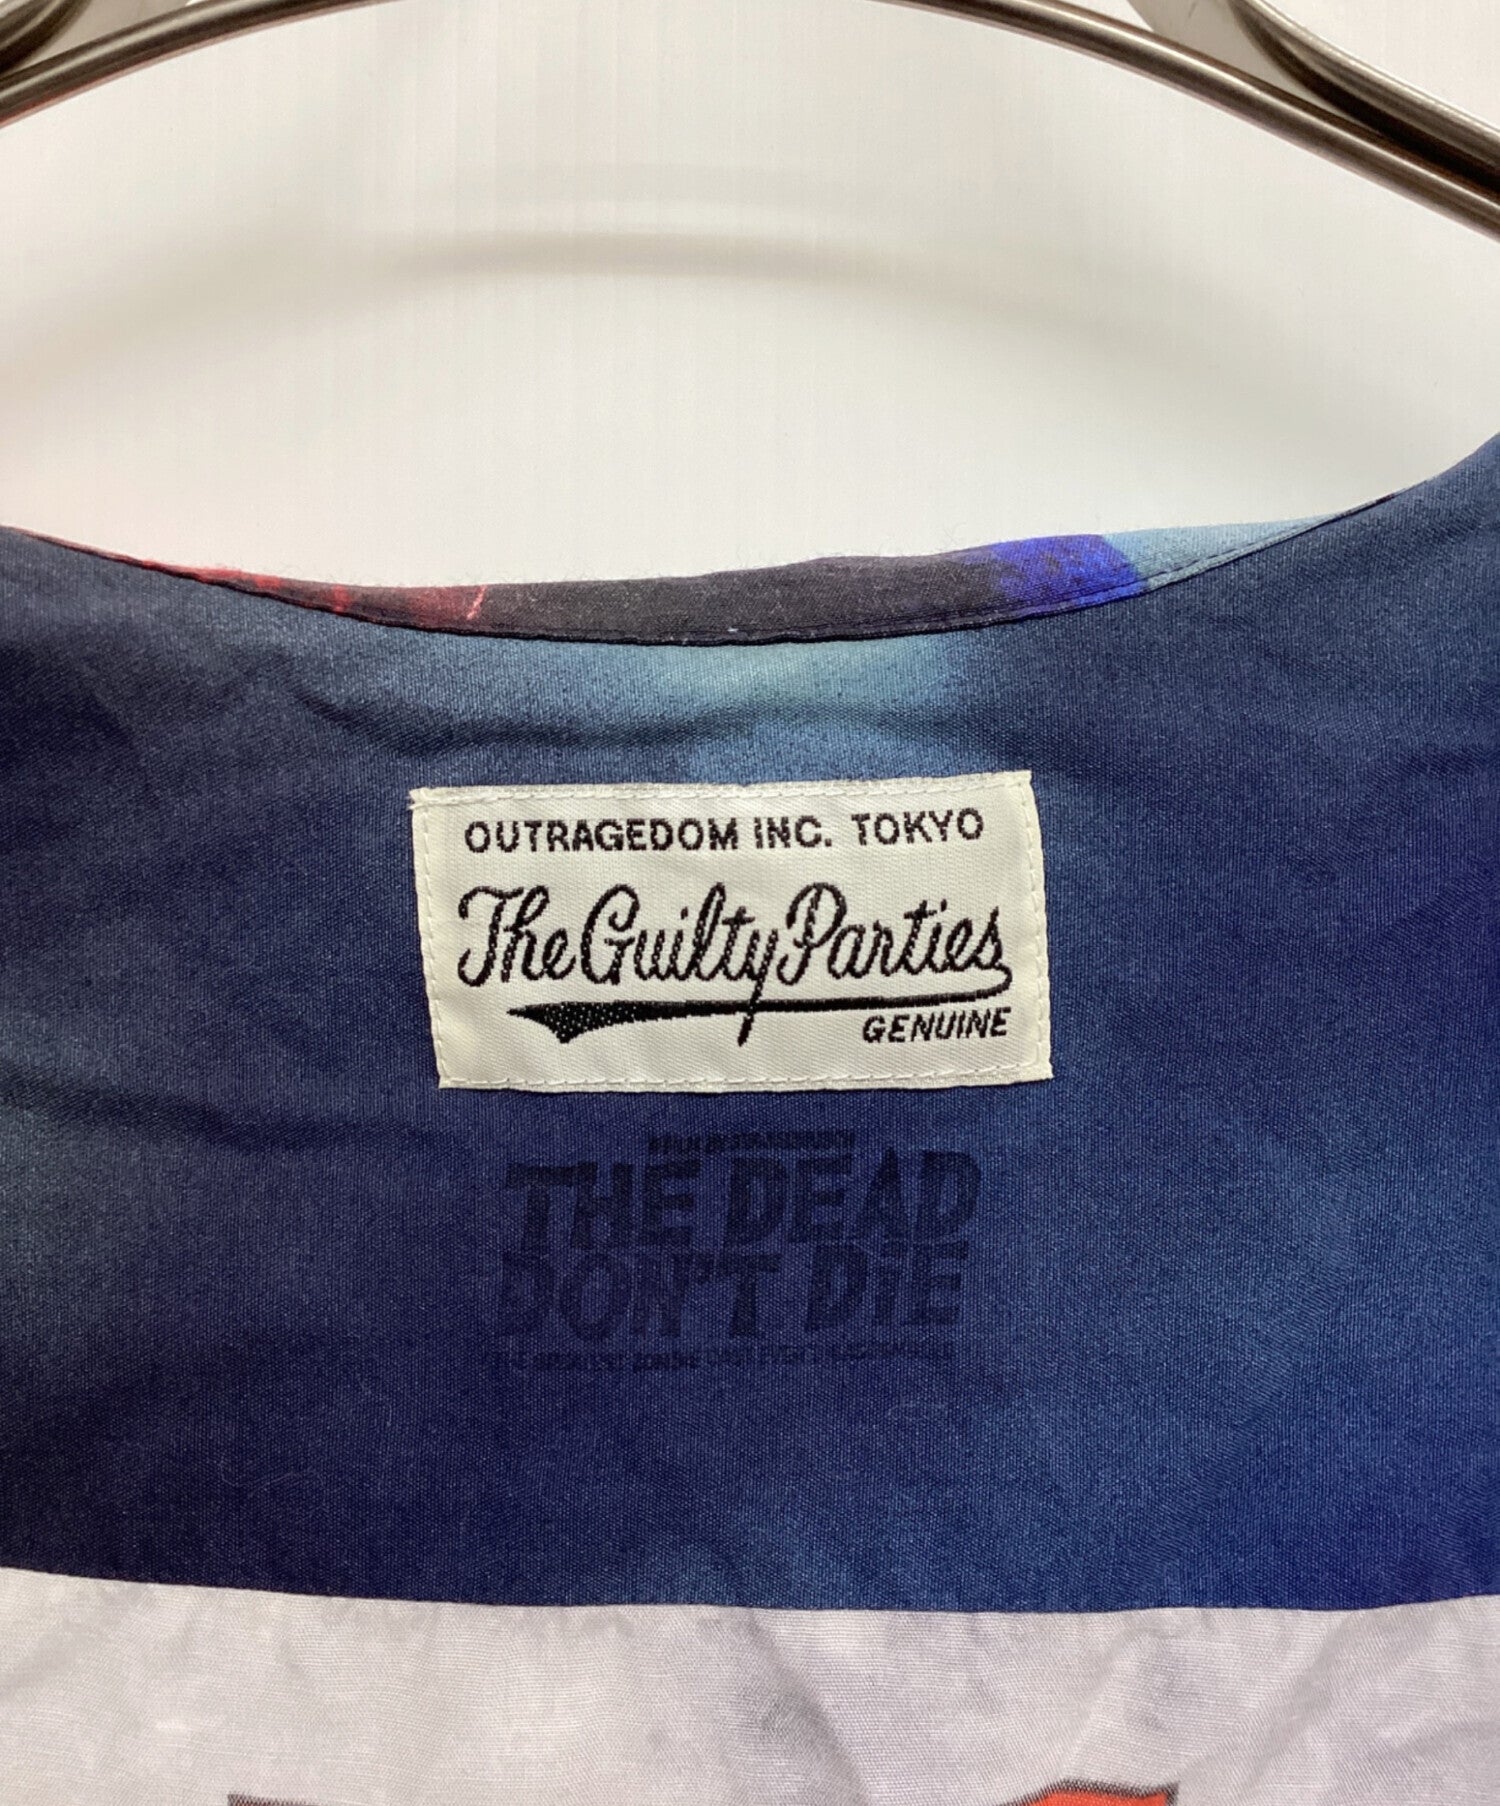 OUTRAGEDOM INC. TOKYO
The Guilty Parties
GENUINE
THE DEAD
DON'T DiE